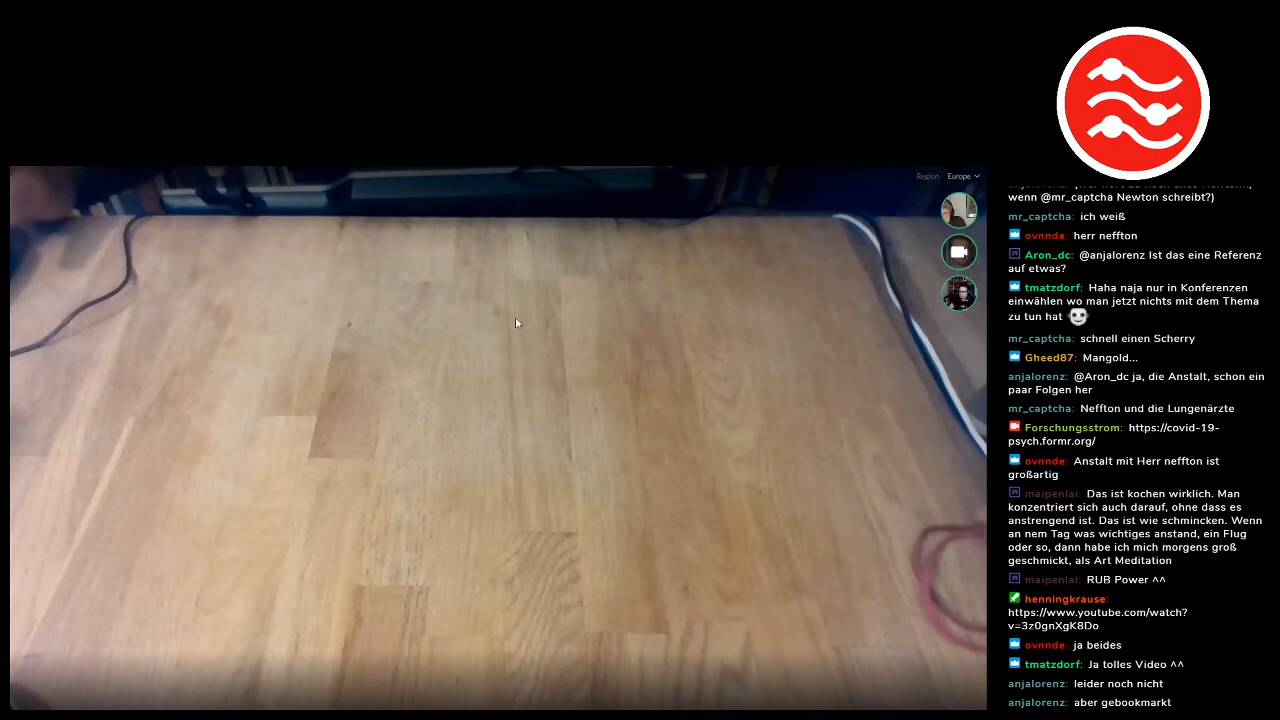 Region Europe
wenn @mr_captcha Newton schreibt?)
mr_captcha: ich weiß
ovnnde: herr neffton
Aron_dc: @anjalorenz Ist das eine Referenz
auf etwas?
tmatzdorf: Haha naja nur in Konferenzen
einwählen wo man jetzt nichts mit dem Thema
zu tun hat
mr_captcha: schnell einen Scherry
Gheed87: Mangold...
anjalorenz: @Aron_dc ja, die Anstalt, schon ein
paar Folgen her
mr_captcha: Neffton und die Lungenärzte
Forschungsstrom: https://covid-19-
psych.formr.org/
ovnnde: Anstalt mit Herr neffton ist
großartig
maipenlai: Das ist kochen wirklich. Man
konzentriert sich auch darauf, ohne dass es
anstrengend ist. Das ist wie schmincken. Wenn
an nem Tag was wichtiges anstand, ein Flug
oder so, dann habe ich mich morgens groß
geschmickt, als Art Meditation
maipenlai: RUB Power ^^
henningkrause:
https://www.youtube.com/watch?
v=3z0gnXgK8Do
ovnnde: ja beides
tmatzdorf: Ja tolles Video ^^
anjalorenz: leider noch nicht
anjalorenz: aber gebookmarkt